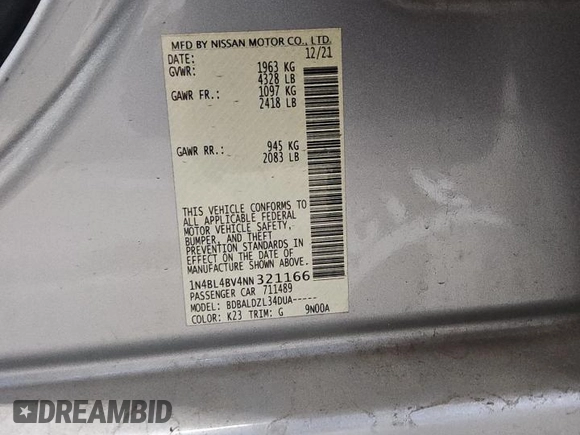 MFD BY NISSAN MOTOR CO., LTD.
DATE: 12/21
GVWR: 1963 KG
4328 LB
GAWR FR.: 1097 KG
2418 LB
GAWR RR.: 945 KG
2083 LB
THIS VEHICLE CONFORMS TO
ALL APPLICABLE FEDERAL
MOTOR VEHICLE SAFETY,
BUMPER, AND THEFT
PREVENTION STANDARDS IN
EFFECT ON THE DATE OF
MANUFACTURE SHOWN ABOVE.
1N4BL4BV4NN321166
PASSENGER CAR 711489
MODEL: BDBALDZL34DUA-----
COLOR: K23 TRIM: G 9N00A
DREAMBID